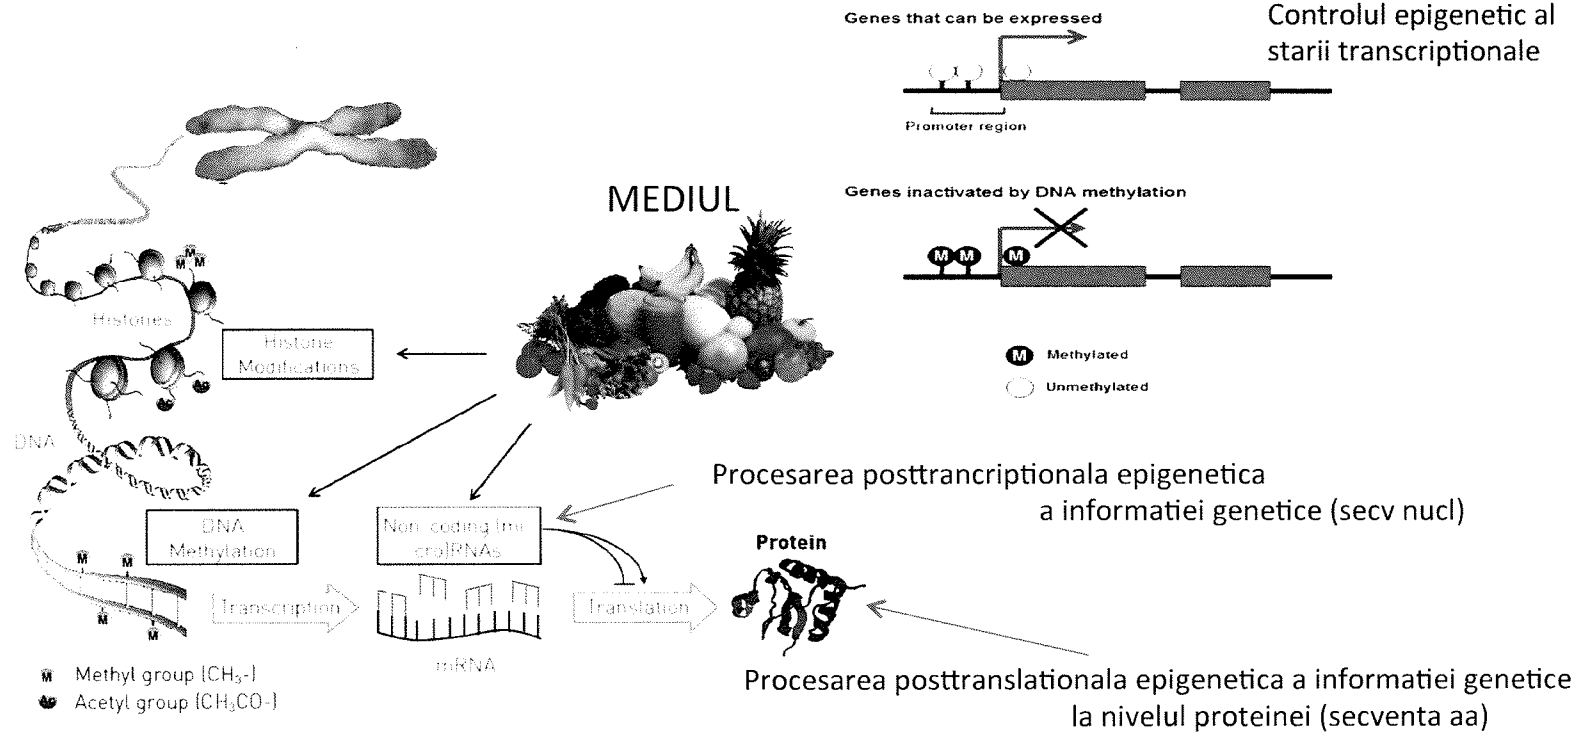 Genes that can be expressed
Controlul epigenetic al
starii transcriptionale
Promoter region
MEDIUL
Genes inactivated by DNA methylation
M M M
M
M M
Histones
Histone
Modifications
M Methylated
Unmethylated
Ac
Ac
DNA
Procesarea posttrancriptionala epigenetica
a informatiei genetice (secv nucl)
DNA
Methylation
Non-coding (mi
cro)RNAs
Protein
M M
Transcription
Translation
M M
mRNA
M Methyl group (CH₃-)
Ac Acetyl group (CH₃CO-)
Procesarea posttranslationala epigenetica a informatiei genetice
la nivelul proteinei (secventa aa)